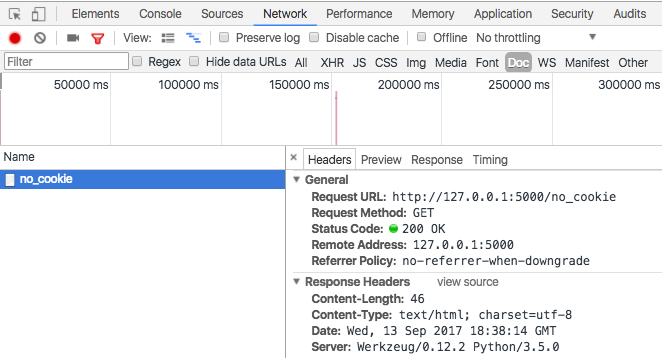 Elements Console Sources Network Performance Memory Application Security Audits
View: Preserve log Disable cache Offline No throttling
Filter Regex Hide data URLs All XHR JS CSS Img Media Font Doc WS Manifest Other
50000 ms 100000 ms 150000 ms 200000 ms 250000 ms 300000 ms
Name × Headers Preview Response Timing
no_cookie
General
Request URL: http://127.0.0.1:5000/no_cookie
Request Method: GET
Status Code: 200 OK
Remote Address: 127.0.0.1:5000
Referrer Policy: no-referrer-when-downgrade
Response Headers view source
Content-Length: 46
Content-Type: text/html; charset=utf-8
Date: Wed, 13 Sep 2017 18:38:14 GMT
Server: Werkzeug/0.12.2 Python/3.5.0